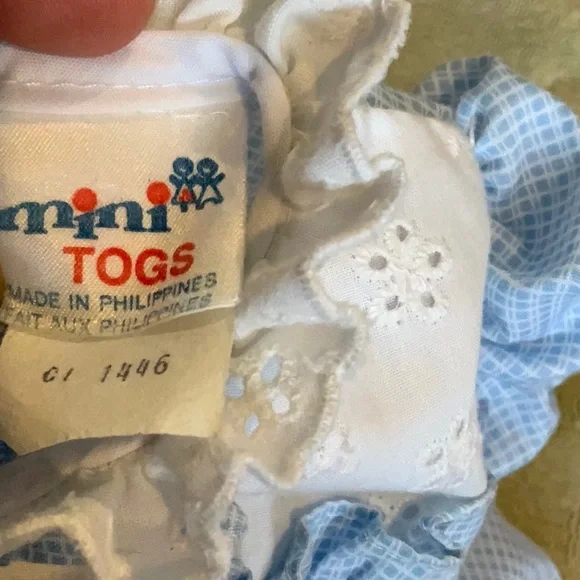 mini
TOGS
MADE IN PHILIPPINES
FAIT AUX PHILIPPINES
CI 1446